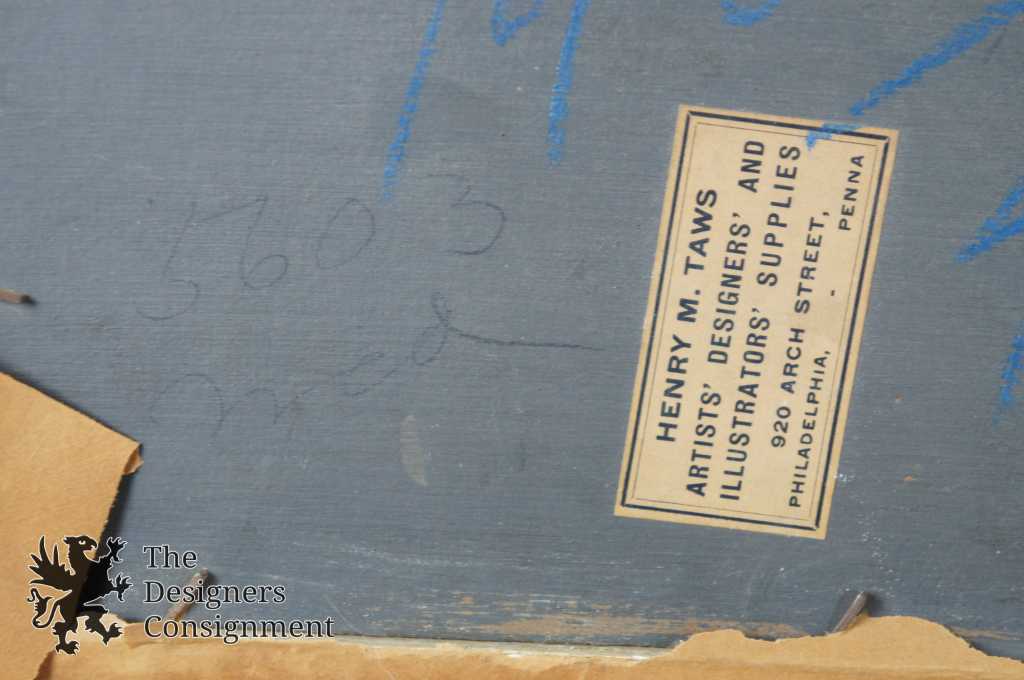 HENRY M. TAWS
ARTISTS' DESIGNERS' AND
ILLUSTRATORS' SUPPLIES
920 ARCH STREET,
PHILADELPHIA, - PENNA
5603
The
Designers
Consignment